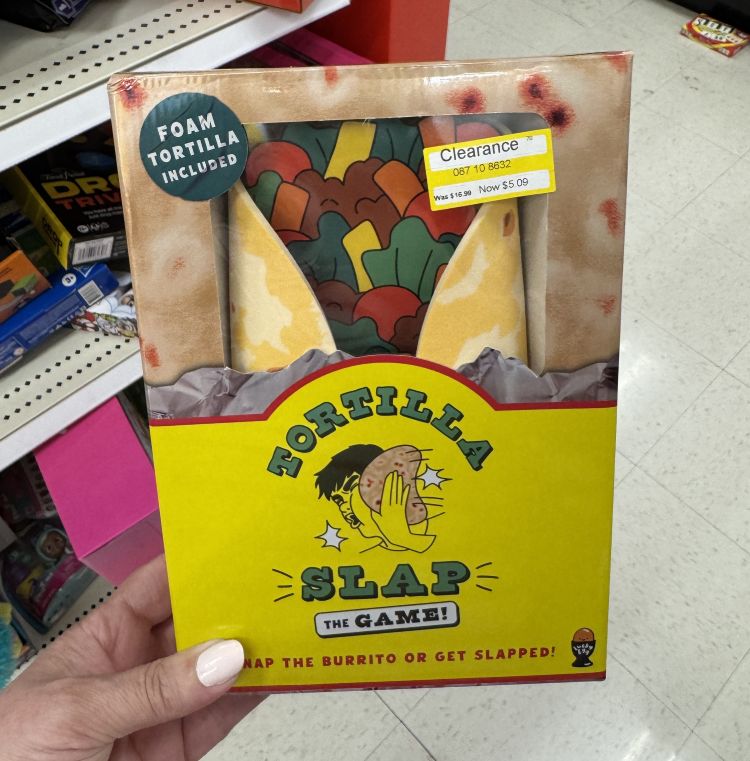 FOAM
TORTILLA
INCLUDED
Clearance 70
087 10 8632
Was $16.99 Now $5.09
TORTILLA
SLAP
THE GAME!
NAP THE BURRITO OR GET SLAPPED!